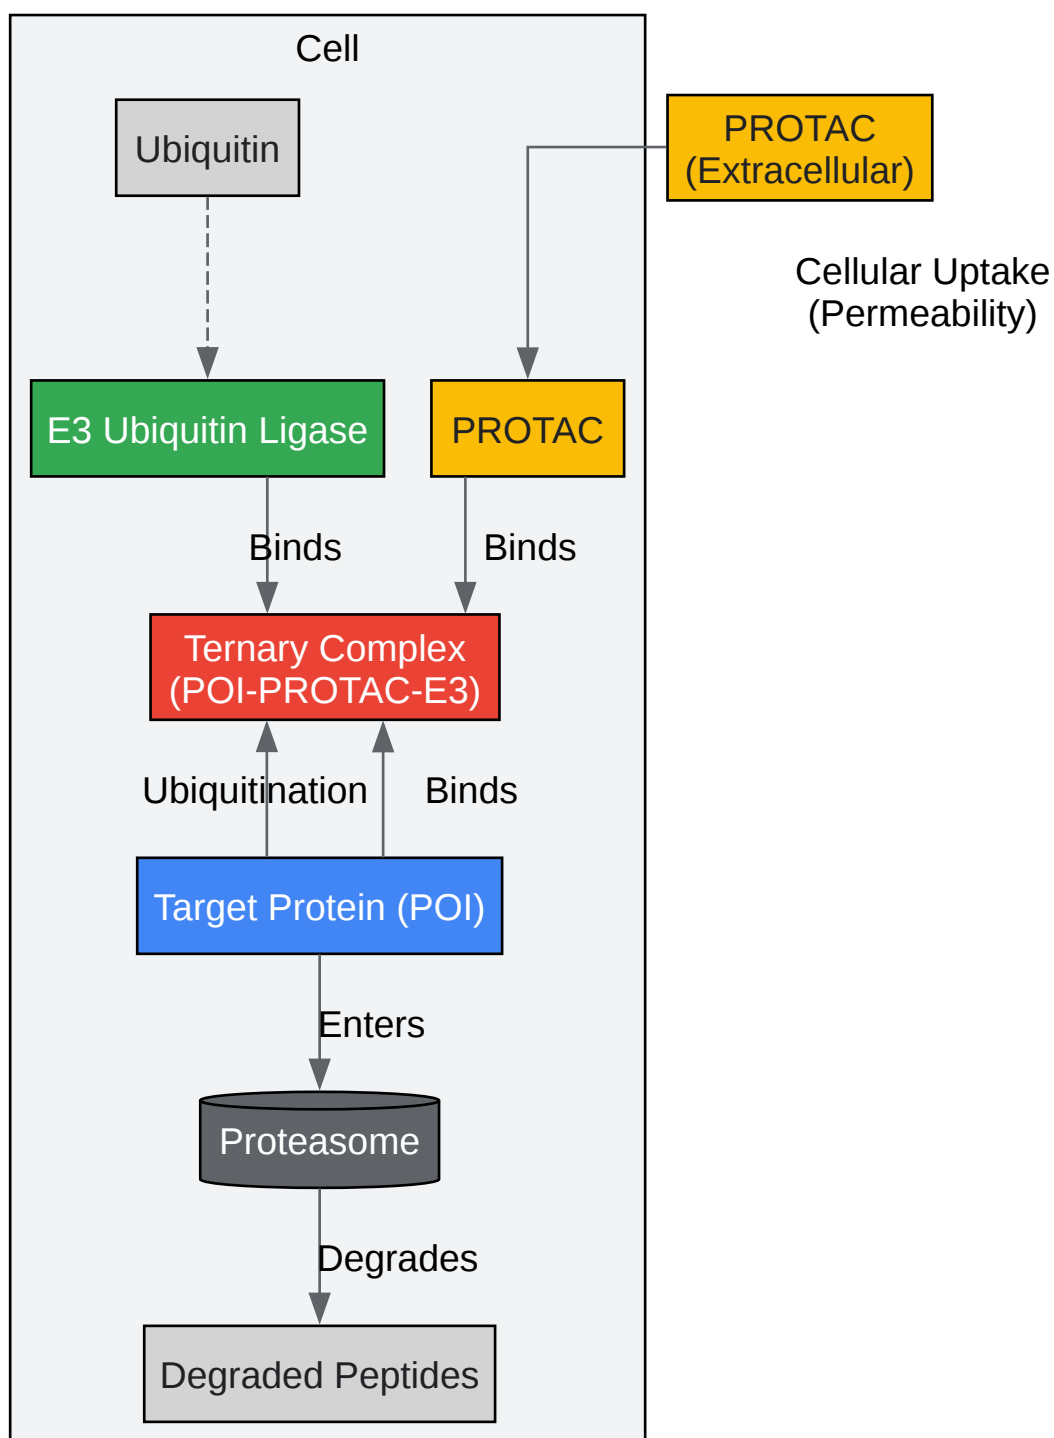 Cell
Ubiquitin
PROTAC
(Extracellular)
Cellular Uptake
(Permeability)
E3 Ubiquitin Ligase
PROTAC
Binds
Binds
Ternary Complex
(POI-PROTAC-E3)
Ubiquitination
Binds
Target Protein (POI)
Enters
Proteasome
Degrades
Degraded Peptides